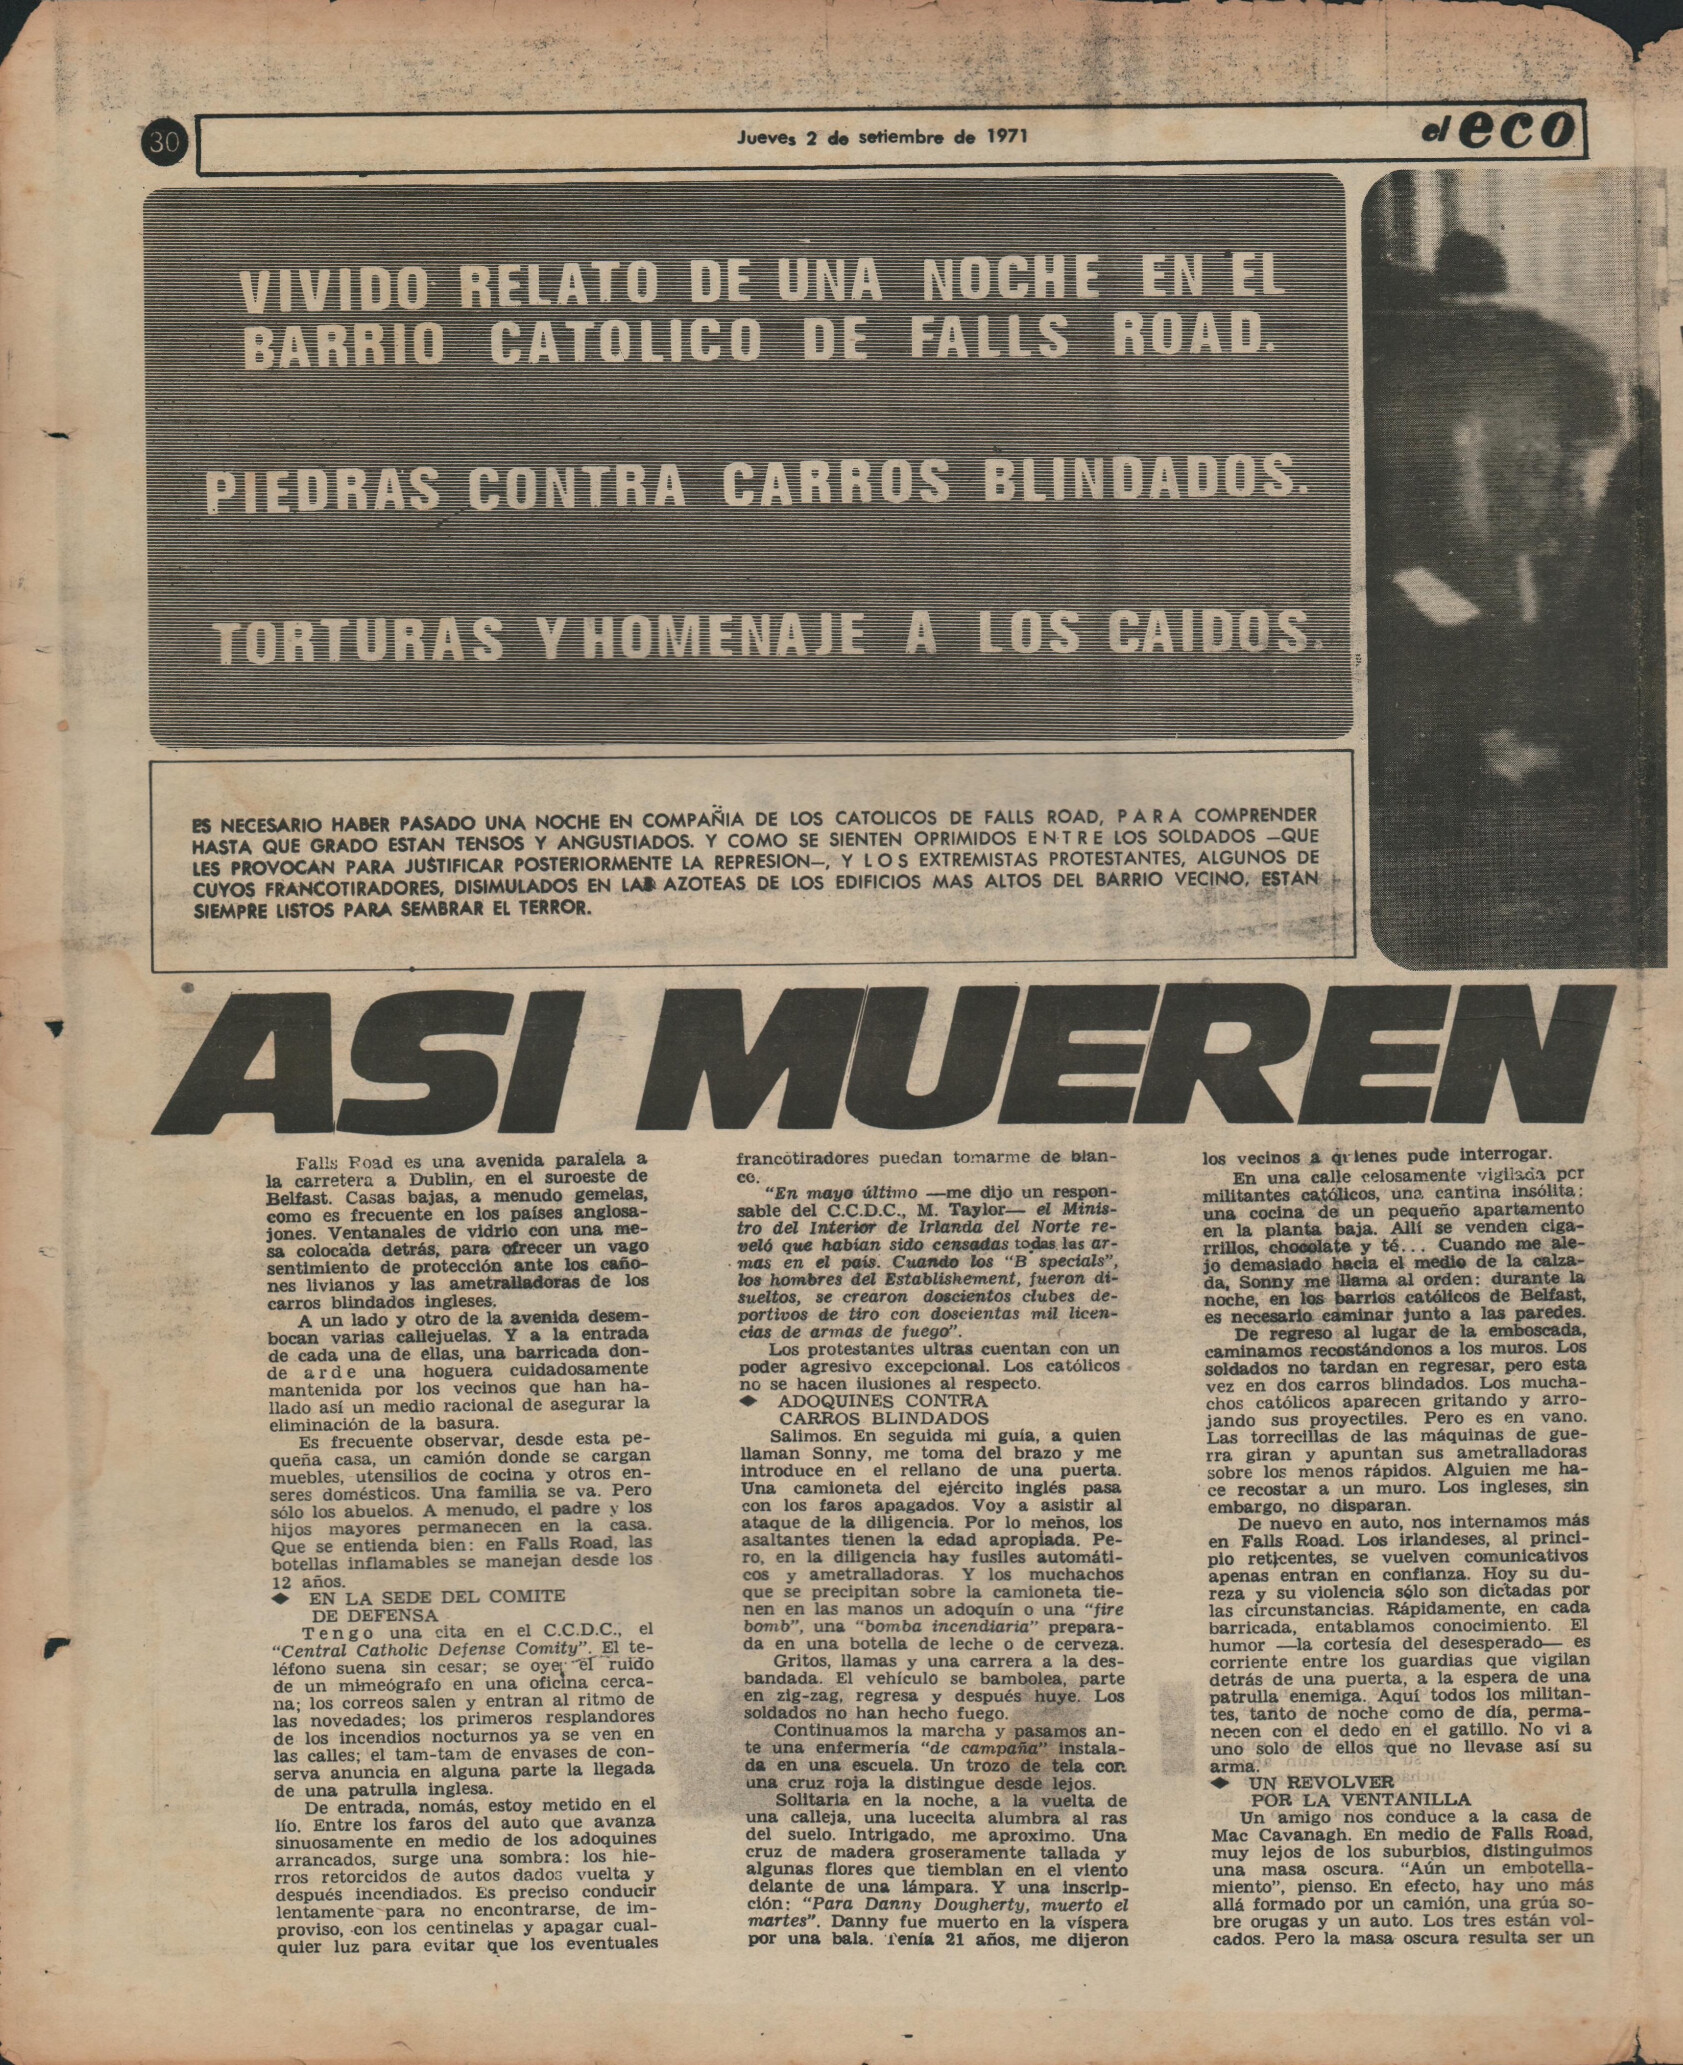 30
Jueves 2 de setiembre de 1971
el eco
VIVIDO RELATO DE UNA NOCHE EN EL
BARRIO CATOLICO DE FALLS ROAD.
PIEDRAS CONTRA CARROS BLINDADOS.
TORTURAS Y HOMENAJE A LOS CAIDOS.
ES NECESARIO HABER PASADO UNA NOCHE EN COMPAÑIA DE LOS CATOLICOS DE FALLS ROAD, PARA COMPRENDER
HASTA QUE GRADO ESTAN TENSOS Y ANGUSTIADOS. Y COMO SE SIENTEN OPRIMIDOS ENTRE LOS SOLDADOS —QUE
LES PROVOCAN PARA JUSTIFICAR POSTERIORMENTE LA REPRESION—, Y LOS EXTREMISTAS PROTESTANTES, ALGUNOS DE
CUYOS FRANCOTIRADORES, DISIMULADOS EN LAS AZOTEAS DE LOS EDIFICIOS MAS ALTOS DEL BARRIO VECINO, ESTAN
SIEMPRE LISTOS PARA SEMBRAR EL TERROR.
ASI MUEREN
Falls Road es una avenida paralela a
la carretera a Dublin, en el suroeste de
Belfast. Casas bajas, a menudo gemelas,
como es frecuente en los países anglosa-
jones. Ventanales de vidrio con una me-
sa colocada detrás, para ofrecer un vago
sentimiento de protección ante los caño-
nes livianos y las ametralladoras de los
carros blindados ingleses.
A un lado y otro de la avenida desem-
bocan varias callejuelas. Y a la entrada
de cada una de ellas, una barricada don-
de arde una hoguera cuidadosamente
mantenida por los vecinos que han ha-
llado así un medio racional de asegurar la
eliminación de la basura.
Es frecuente observar, desde esta pe-
queña casa, un camión donde se cargan
muebles, utensilios de cocina y otros en-
seres domésticos. Una familia se va. Pero
sólo los abuelos. A menudo, el padre y los
hijos mayores permanecen en la casa.
Que se entienda bien: en Falls Road, las
botellas inflamables se manejan desde los
12 años.
◆ EN LA SEDE DEL COMITE
DE DEFENSA
Tengo una cita en el C.C.D.C., el
"Central Catholic Defense Comity". El te-
léfono suena sin cesar; se oye el ruido
de un mimeógrafo en una oficina cerca-
na; los correos salen y entran al ritmo de
las novedades; los primeros resplandores
de los incendios nocturnos ya se ven en
las calles; el tam-tam de envases de con-
serva anuncia en alguna parte la llegada
de una patrulla inglesa.
De entrada, nomás, estoy metido en el
lío. Entre los faros del auto que avanza
sinuosamente en medio de los adoquines
arrancados, surge una sombra: los hie-
rros retorcidos de autos dados vuelta y
después incendiados. Es preciso conducir
lentamente para no encontrarse, de im-
proviso, con los centinelas y apagar cual-
quier luz para evitar que los eventuales
francotiradores puedan tomarme de blan-
co.
"En mayo último —me dijo un respon-
sable del C.C.D.C., M. Taylor— el Minis-
tro del Interior de Irlanda del Norte re-
veló que habían sido censadas todas las ar-
mas en el país. Cuando los "B specials",
los hombres del Establishement, fueron di-
sueltos, se crearon doscientos clubes de-
portivos de tiro con doscientas mil licen-
cias de armas de fuego".
Los protestantes ultras cuentan con un
poder agresivo excepcional. Los católicos
no se hacen ilusiones al respecto.
◆ ADOQUINES CONTRA
CARROS BLINDADOS
Salimos. En seguida mi guía, a quien
llaman Sonny, me toma del brazo y me
introduce en el rellano de una puerta.
Una camioneta del ejército inglés pasa
con los faros apagados. Voy a asistir al
ataque de la diligencia. Por lo menos, los
asaltantes tienen la edad apropiada. Pe-
ro, en la diligencia hay fusiles automáti-
cos y ametralladoras. Y los muchachos
que se precipitan sobre la camioneta tie-
nen en las manos un adoquín o una "fire
bomb", una "bomba incendiaria" prepara-
da en una botella de leche o de cerveza.
Gritos, llamas y una carrera a la des-
bandada. El vehículo se bambolea, parte
en zig-zag, regresa y después huye. Los
soldados no han hecho fuego.
Continuamos la marcha y pasamos an-
te una enfermería "de campaña" instala-
da en una escuela. Un trozo de tela con
una cruz roja la distingue desde lejos.
Solitaria en la noche, a la vuelta de
una calleja, una lucecita alumbra al ras
del suelo. Intrigado, me aproximo. Una
cruz de madera groseramente tallada y
algunas flores que tiemblan en el viento
delante de una lámpara. Y una inscrip-
ción: "Para Danny Dougherty, muerto el
martes". Danny fue muerto en la víspera
por una bala. Tenía 21 años, me dijeron
los vecinos a quienes pude interrogar.
En una calle celosamente vigilada por
militantes católicos, una cantina insólita:
una cocina de un pequeño apartamento
en la planta baja. Allí se venden ciga-
rrillos, chocolate y té... Cuando me ale-
jo demasiado hacia el medio de la calza-
da, Sonny me llama al orden: durante la
noche, en los barrios católicos de Belfast,
es necesario caminar junto a las paredes.
De regreso al lugar de la emboscada,
caminamos recostándonos a los muros. Los
soldados no tardan en regresar, pero esta
vez en dos carros blindados. Los mucha-
chos católicos aparecen gritando y arro-
jando sus proyectiles. Pero es en vano.
Las torrecillas de las máquinas de gue-
rra giran y apuntan sus ametralladoras
sobre los menos rápidos. Alguien me ha-
ce recostar a un muro. Los ingleses, sin
embargo, no disparan.
De nuevo en auto, nos internamos más
en Falls Road. Los irlandeses, al princi-
pio reticentes, se vuelven comunicativos
apenas entran en confianza. Hoy su du-
reza y su violencia sólo son dictadas por
las circunstancias. Rápidamente, en cada
barricada, entablamos conocimiento. El
humor —la cortesía del desesperado— es
corriente entre los guardias que vigilan
detrás de una puerta, a la espera de una
patrulla enemiga. Aquí todos los militan-
tes, tanto de noche como de día, perma-
necen con el dedo en el gatillo. No vi a
uno solo de ellos que no llevase así su
arma.
◆ UN REVOLVER
POR LA VENTANILLA
Un amigo nos conduce a la casa de
Mac Cavanagh. En medio de Falls Road,
muy lejos de los suburbios, distinguimos
una masa oscura. "Aún un embotella-
miento", pienso. En efecto, hay uno más
allá formado por un camión, una grúa so-
bre orugas y un auto. Los tres están vol-
cados. Pero la masa oscura resulta ser un